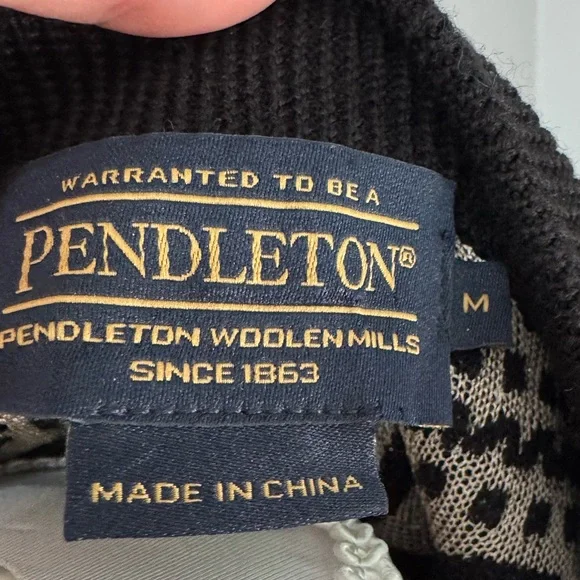 WARRANTED TO BE A
PENDLETON®
PENDLETON WOOLEN MILLS
SINCE 1863
M
MADE IN CHINA